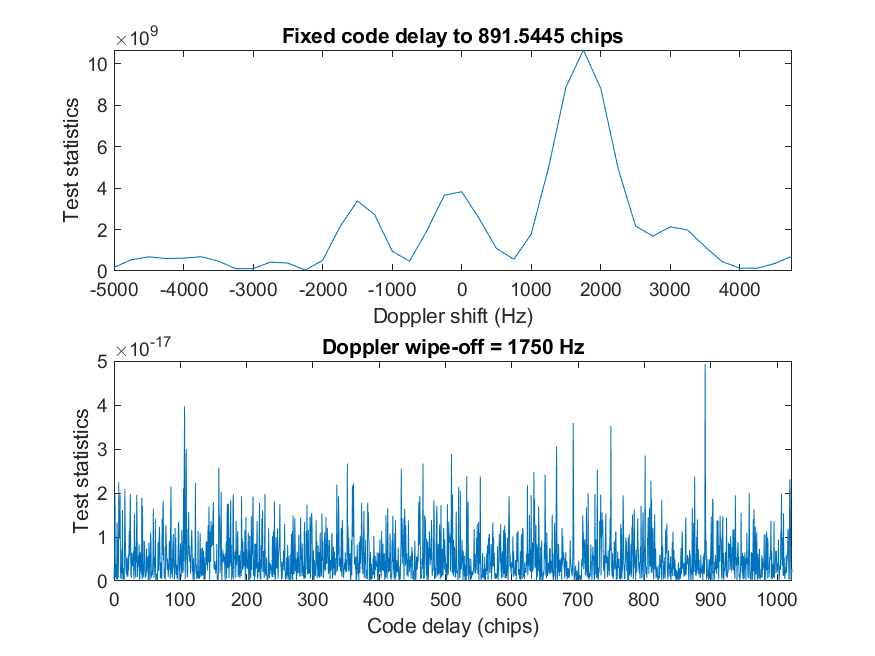 ×10^9
Fixed code delay to 891.5445 chips
10
8
6
4
2
0
Test statistics
-5000 -4000 -3000 -2000 -1000 0 1000 2000 3000 4000
Doppler shift (Hz)
×10^-17
Doppler wipe-off = 1750 Hz
5
4
3
2
1
0
Test statistics
0 100 200 300 400 500 600 700 800 900 1000
Code delay (chips)